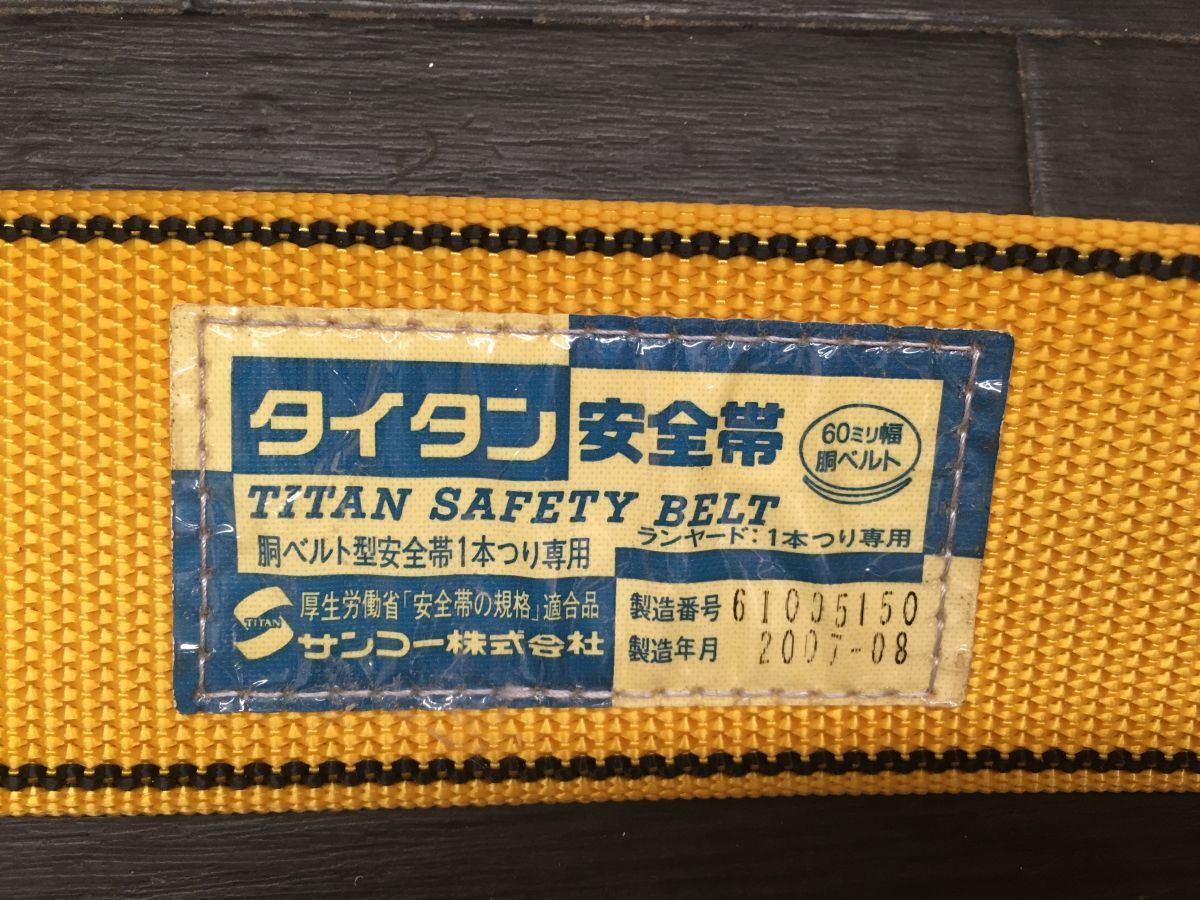 タイタン 安全帯
60ミリ幅
胴ベルト
TITAN SAFETY BELT
胴ベルト型安全帯1本つり専用
ランヤード:1本つり専用
TITAN
厚生労働省「安全帯の規格」適合品
サンコー株式会社
製造番号 61005150
製造年月 2007-08